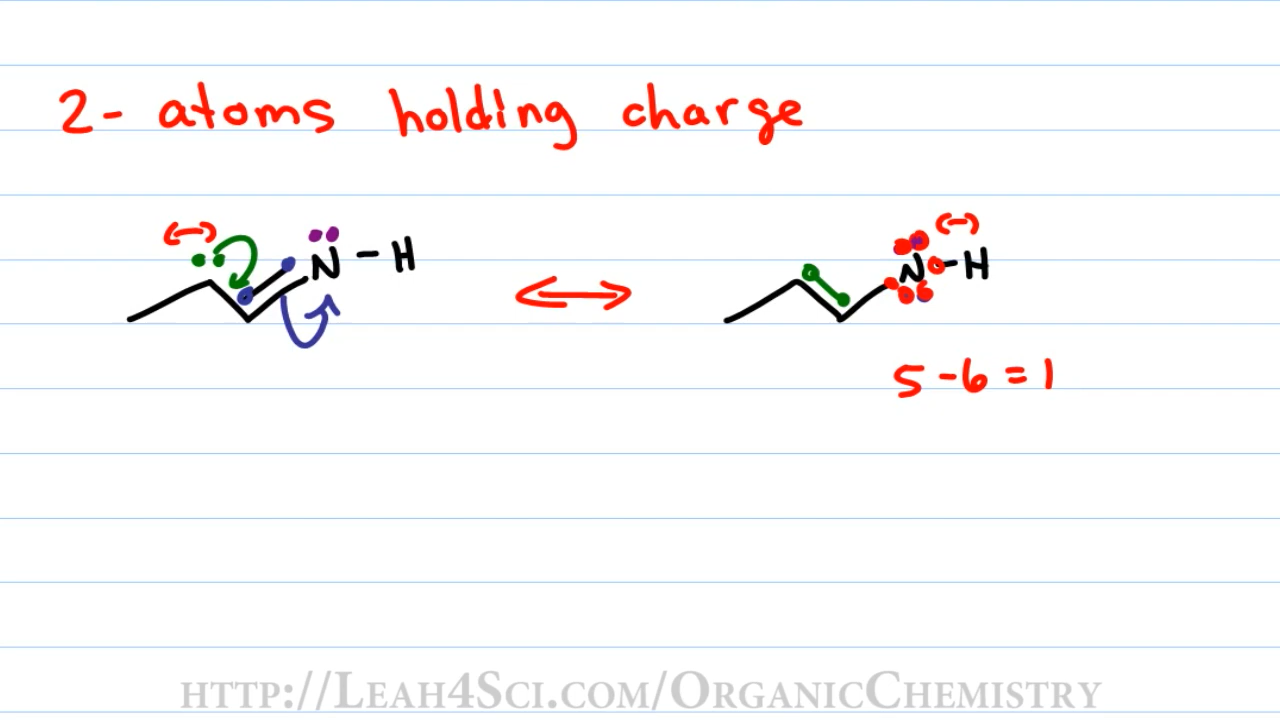 2- atoms holding charge
N-H
N-H
5-6=1
http://Leah4Sci.com/OrganicChemistry